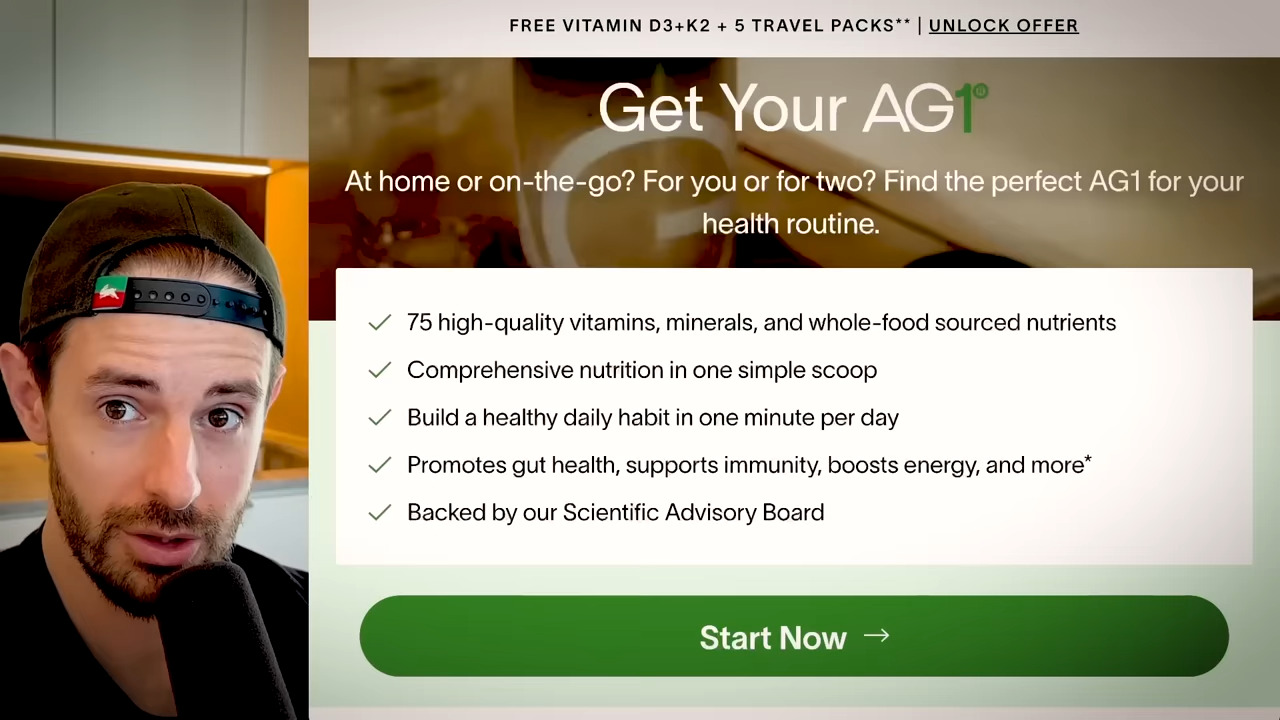 FREE VITAMIN D3+K2 + 5 TRAVEL PACKS** | UNLOCK OFFER
Get Your AG1®
At home or on-the-go? For you or for two? Find the perfect AG1 for your
health routine.
75 high-quality vitamins, minerals, and whole-food sourced nutrients
Comprehensive nutrition in one simple scoop
Build a healthy daily habit in one minute per day
Promotes gut health, supports immunity, boosts energy, and more*
Backed by our Scientific Advisory Board
Start Now →